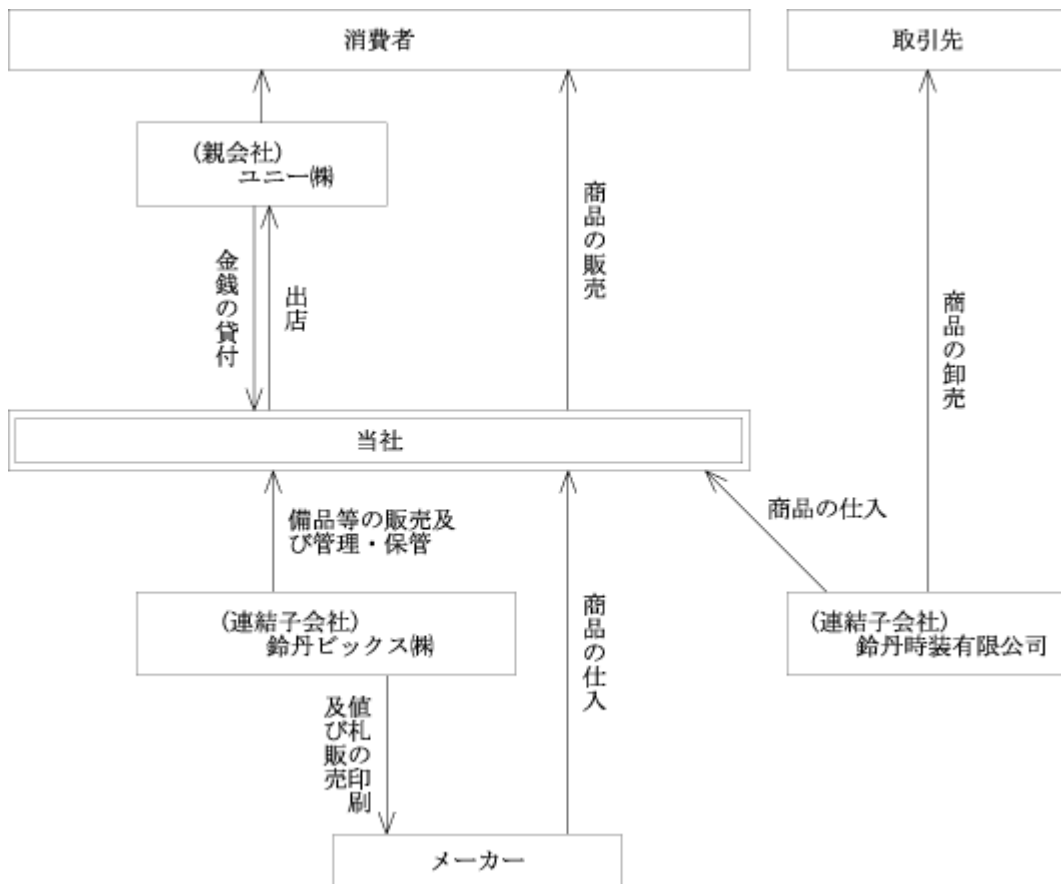 消費者
取引先
(親会社)
ユニー㈱
金銭の貸付
出店
商品の販売
商品の卸売
当社
備品等の販売及
び管理・保管
商品の仕入
商品の仕入
(連結子会社)
鈴丹ビックス㈱
(連結子会社)
鈴丹時装有限公司
値札の印刷
及び販売
メーカー